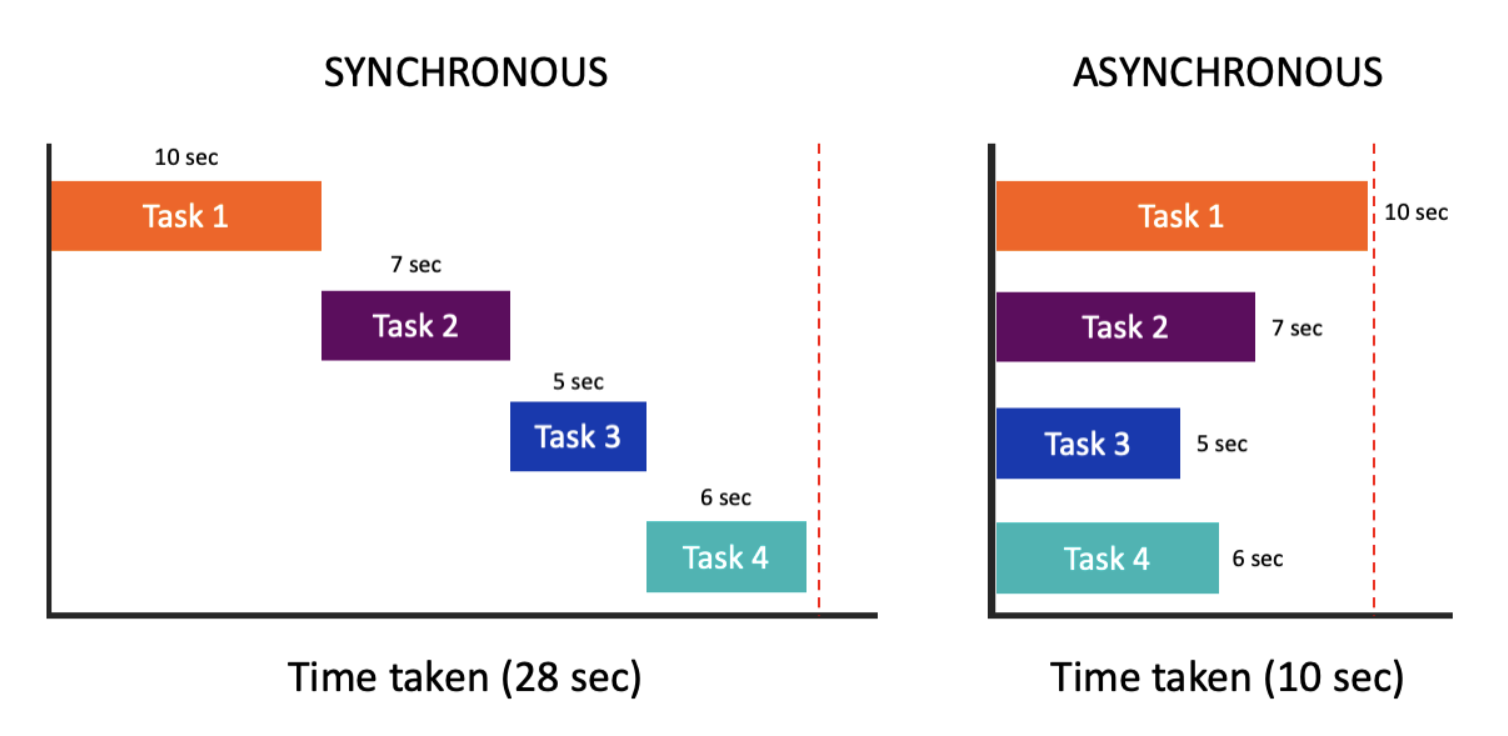 SYNCHRONOUS
10 sec
Task 1
7 sec
Task 2
5 sec
Task 3
6 sec
Task 4
Time taken (28 sec)
ASYNCHRONOUS
Task 1
10 sec
Task 2
7 sec
Task 3
5 sec
Task 4
6 sec
Time taken (10 sec)